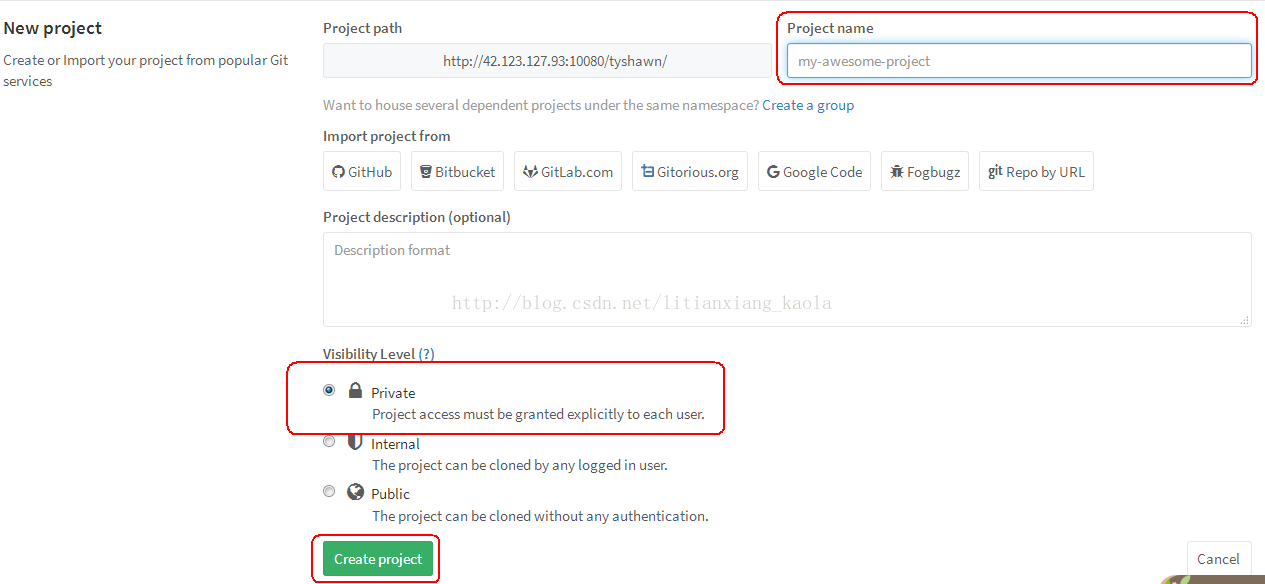 New project
Create or Import your project from popular Git
services
Project path
http://42.123.127.93:10080/tyshawn/
Project name
my-awesome-project
Want to house several dependent projects under the same namespace? Create a group
Import project from
GitHub
Bitbucket
GitLab.com
Gitorious.org
Google Code
Fogbugz
git Repo by URL
Project description (optional)
Description format
http://blog.csdn.net/litianxiang_kaola
Visibility Level (?)
Private
Project access must be granted explicitly to each user.
Internal
The project can be cloned by any logged in user.
Public
The project can be cloned without any authentication.
Create project
Cancel